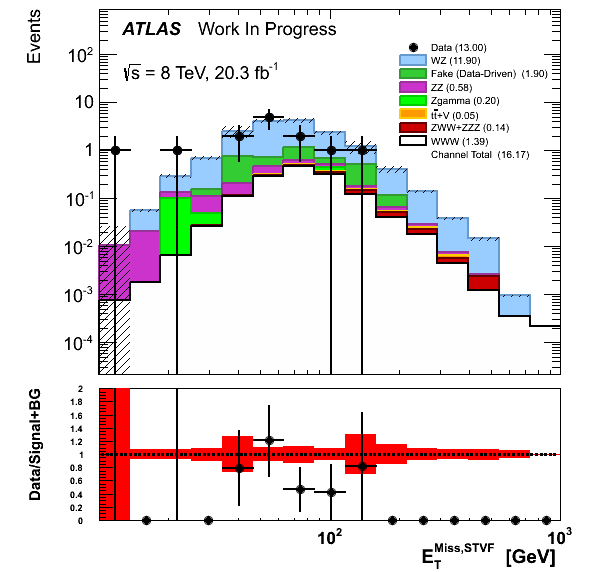 Events
ATLAS Work In Progress
√s = 8 TeV, 20.3 fb⁻¹
Data (13.00)
WZ (11.90)
Fake (Data-Driven) (1.90)
ZZ (0.58)
Zgamma (0.20)
tt̄+V (0.05)
ZWW+ZZZ (0.14)
WWW (1.39)
Channel Total (16.17)
10²
10
1
10⁻¹
10⁻²
10⁻³
10⁻⁴
Data/Signal+BG
2
1.8
1.6
1.4
1.2
1
0.8
0.6
0.4
0.2
0
10² 10³
E_T^Miss,STVF [GeV]